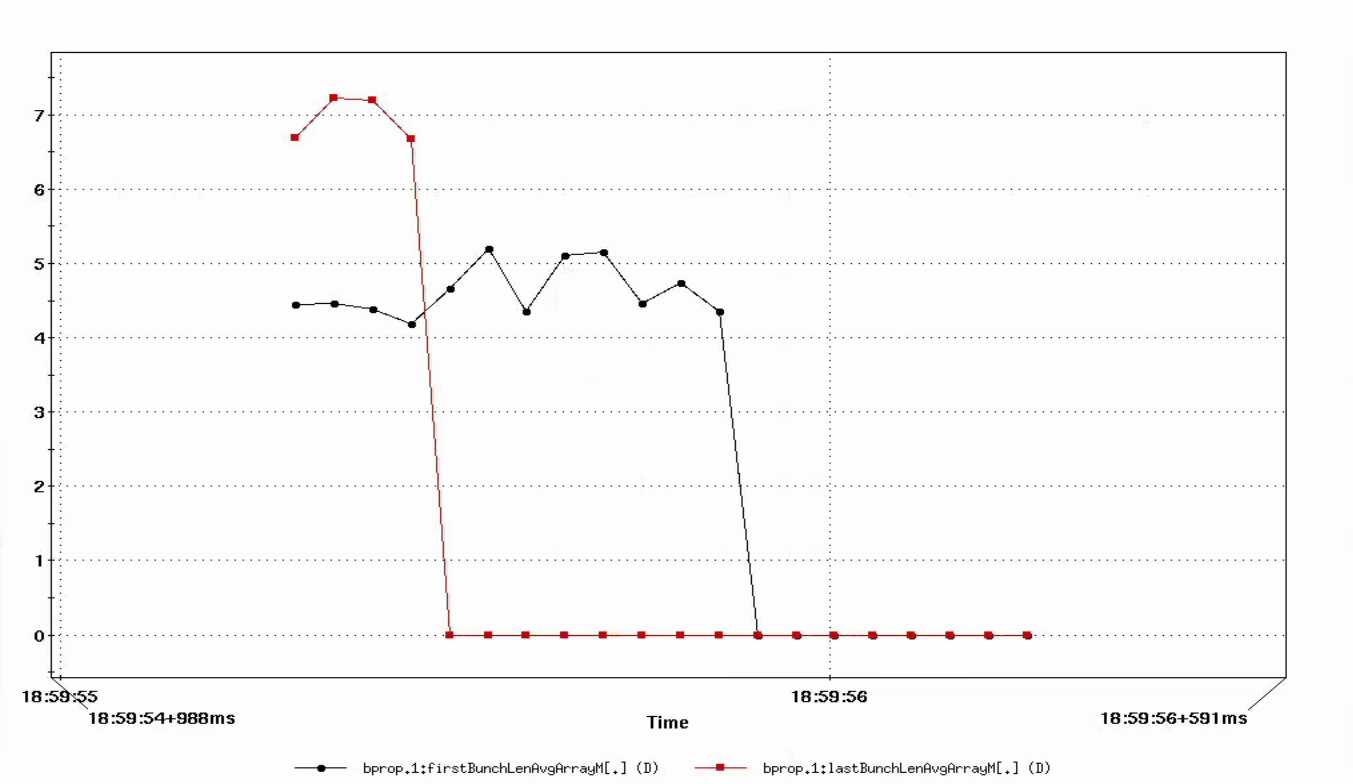 7
6
5
4
3
2
1
0
18:59:55
18:59:56
18:59:54+988ms
Time
18:59:56+591ms
bprop.1:firstBunchLenAvgArrayM[.] (D)
bprop.1:lastBunchLenAvgArrayM[.] (D)